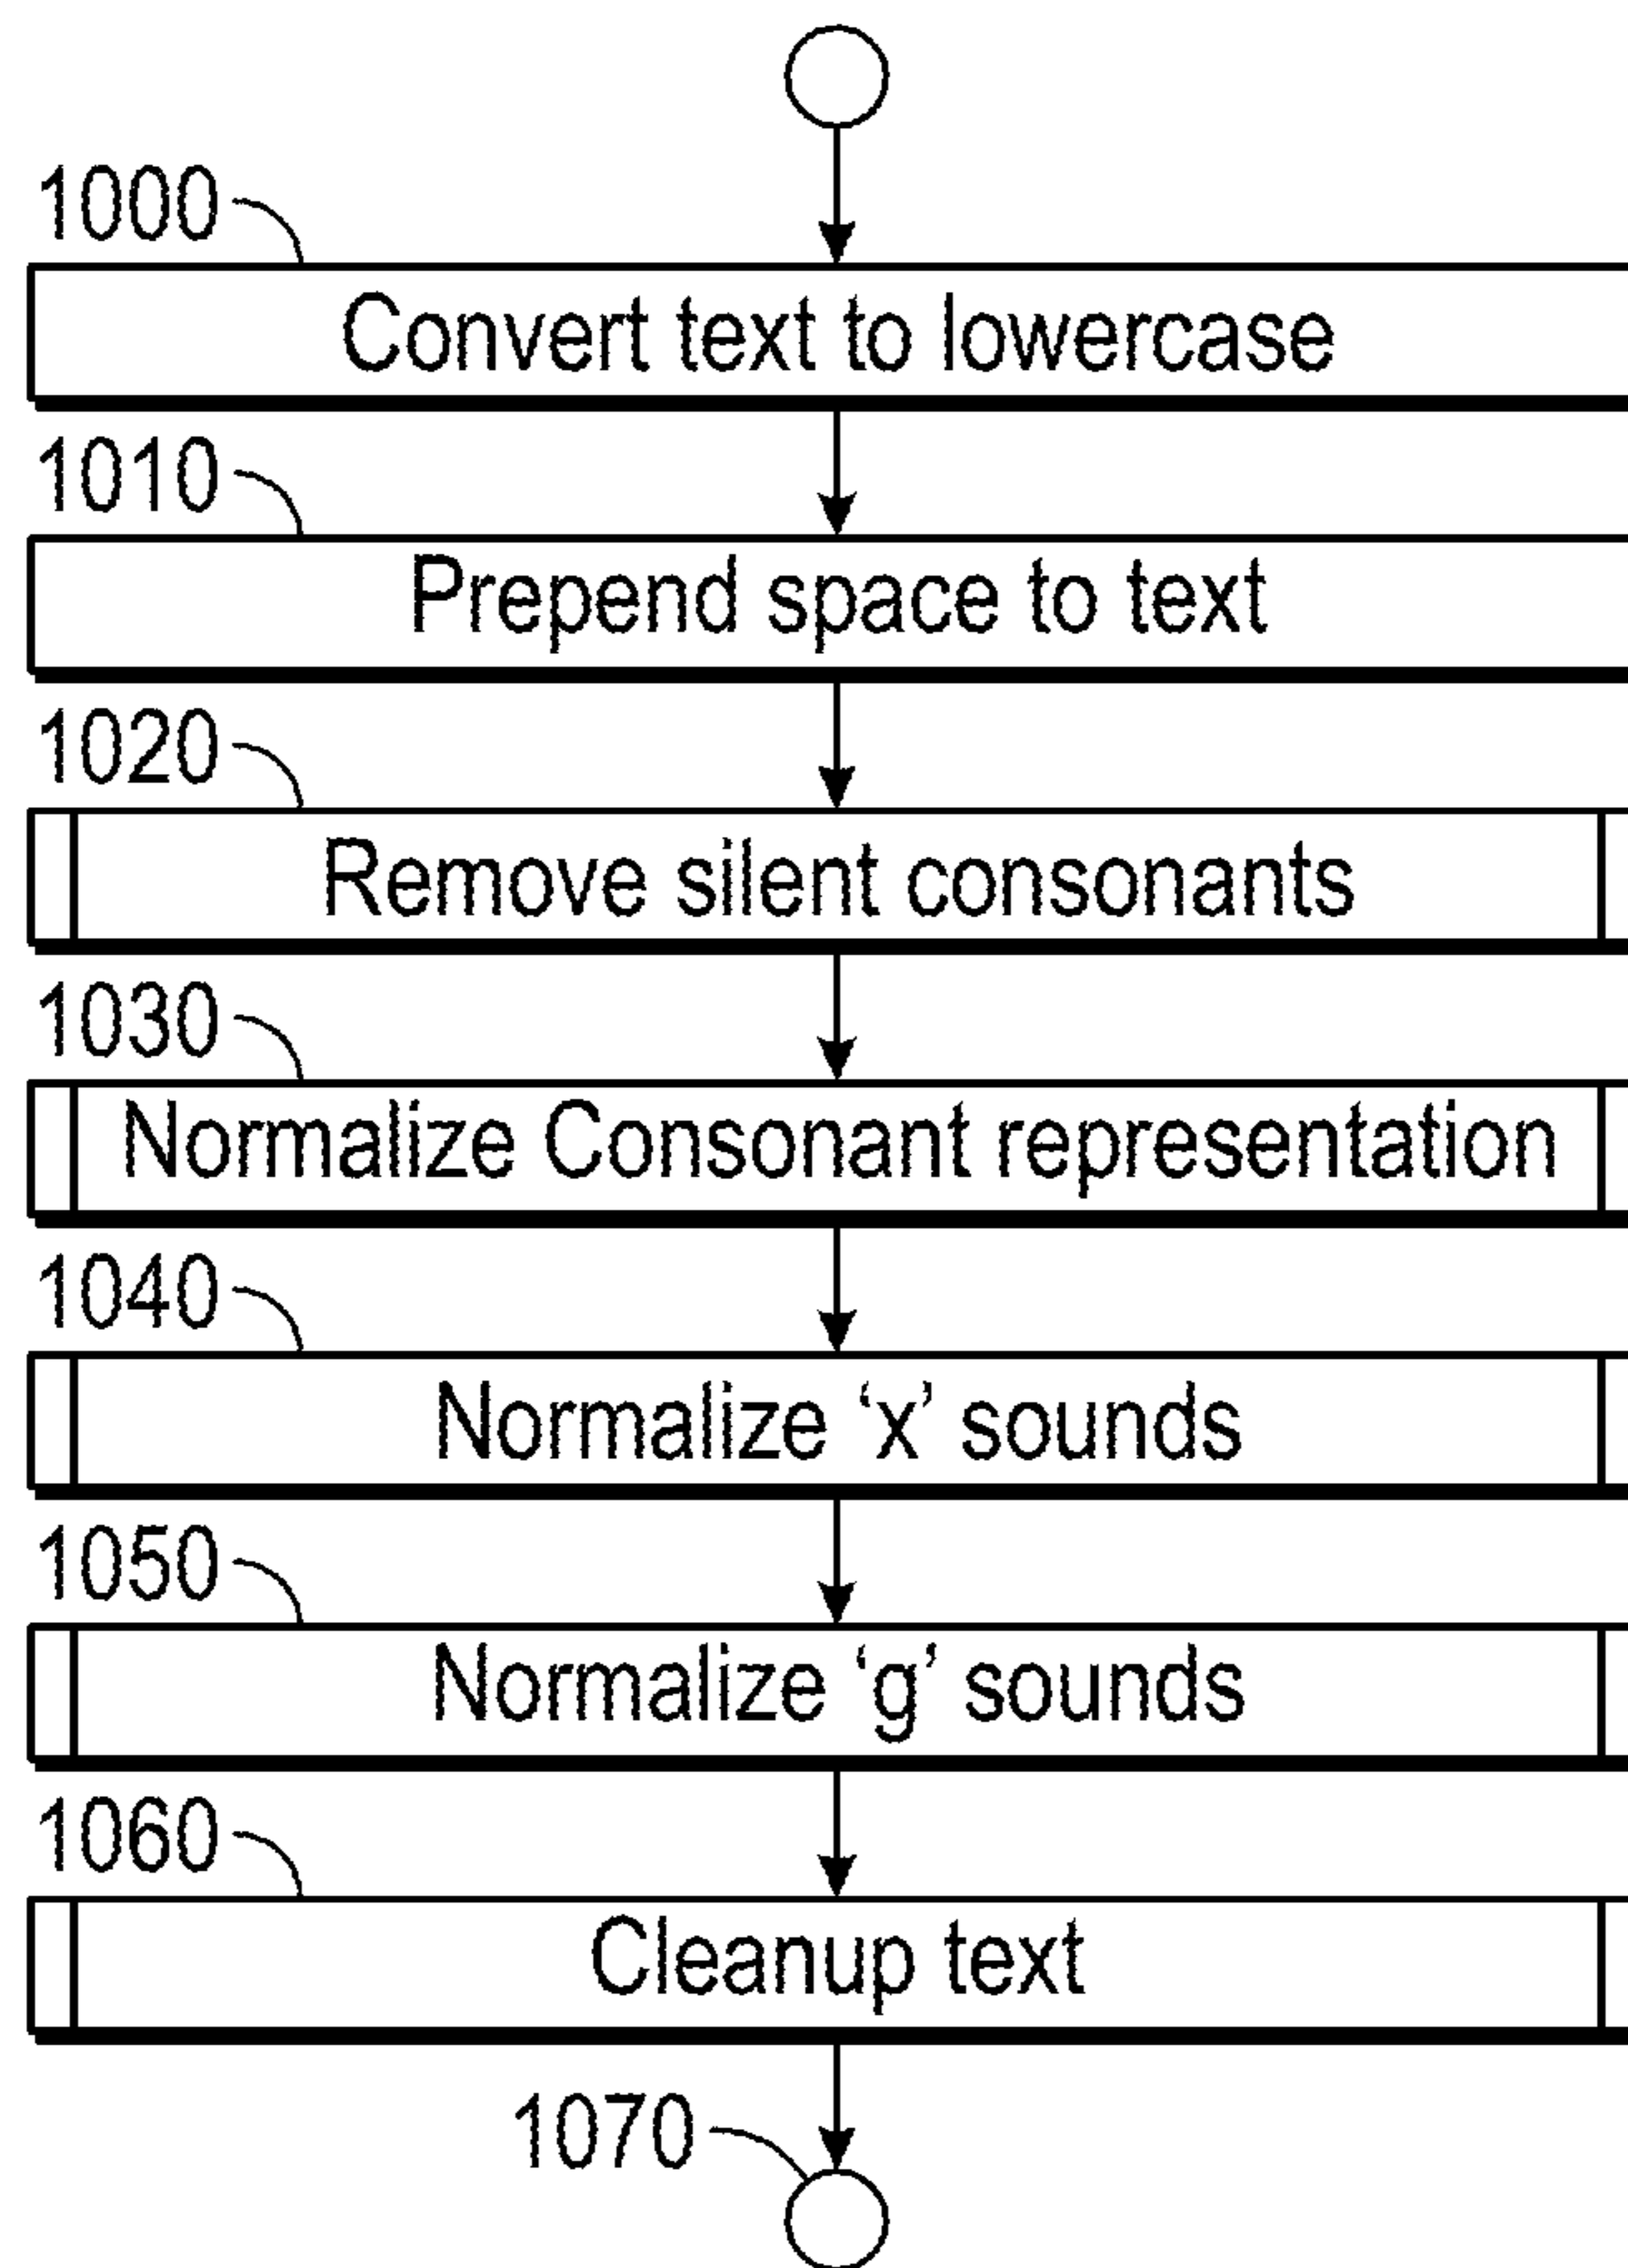 1000
Convert text to lowercase
1010
Prepend space to text
1020
Remove silent consonants
1030
Normalize Consonant representation
1040
Normalize ‘x’ sounds
1050
Normalize ‘g’ sounds
1060
Cleanup text
1070